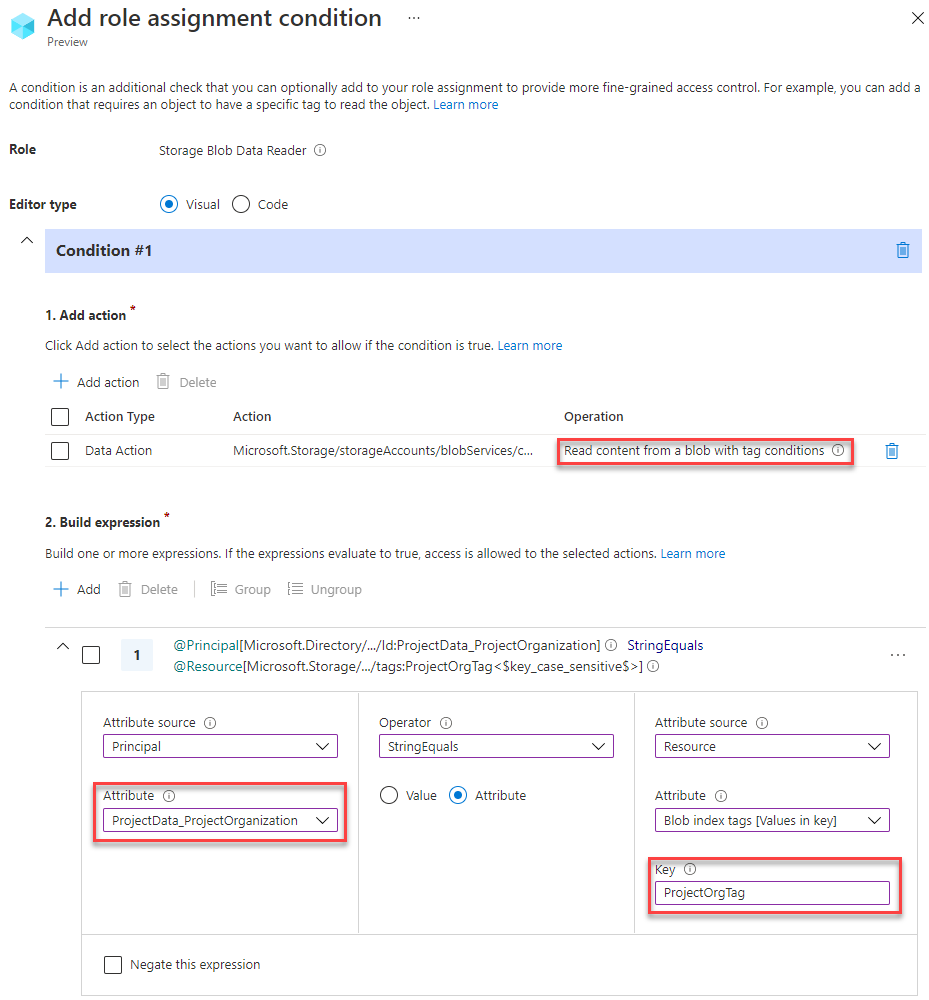 Add role assignment condition ...
Preview
A condition is an additional check that you can optionally add to your role assignment to provide more fine-grained access control. For example, you can add a
condition that requires an object to have a specific tag to read the object. Learn more
Role Storage Blob Data Reader
Editor type Visual Code
Condition #1
1. Add action *
Click Add action to select the actions you want to allow if the condition is true. Learn more
Add action Delete
Action Type Action Operation
Data Action Microsoft.Storage/storageAccounts/blobServices/c... Read content from a blob with tag conditions
2. Build expression *
Build one or more expressions. If the expressions evaluate to true, access is allowed to the selected actions. Learn more
Add Delete Group Ungroup
1 @Principal[Microsoft.Directory/.../Id:ProjectData_ProjectOrganization] StringEquals
@Resource[Microsoft.Storage/.../tags:ProjectOrgTag<$key_case_sensitive$>]
Attribute source Operator Attribute source
Principal StringEquals Resource
Attribute Value Attribute Attribute
ProjectData_ProjectOrganization Blob index tags [Values in key]
Key
ProjectOrgTag
Negate this expression